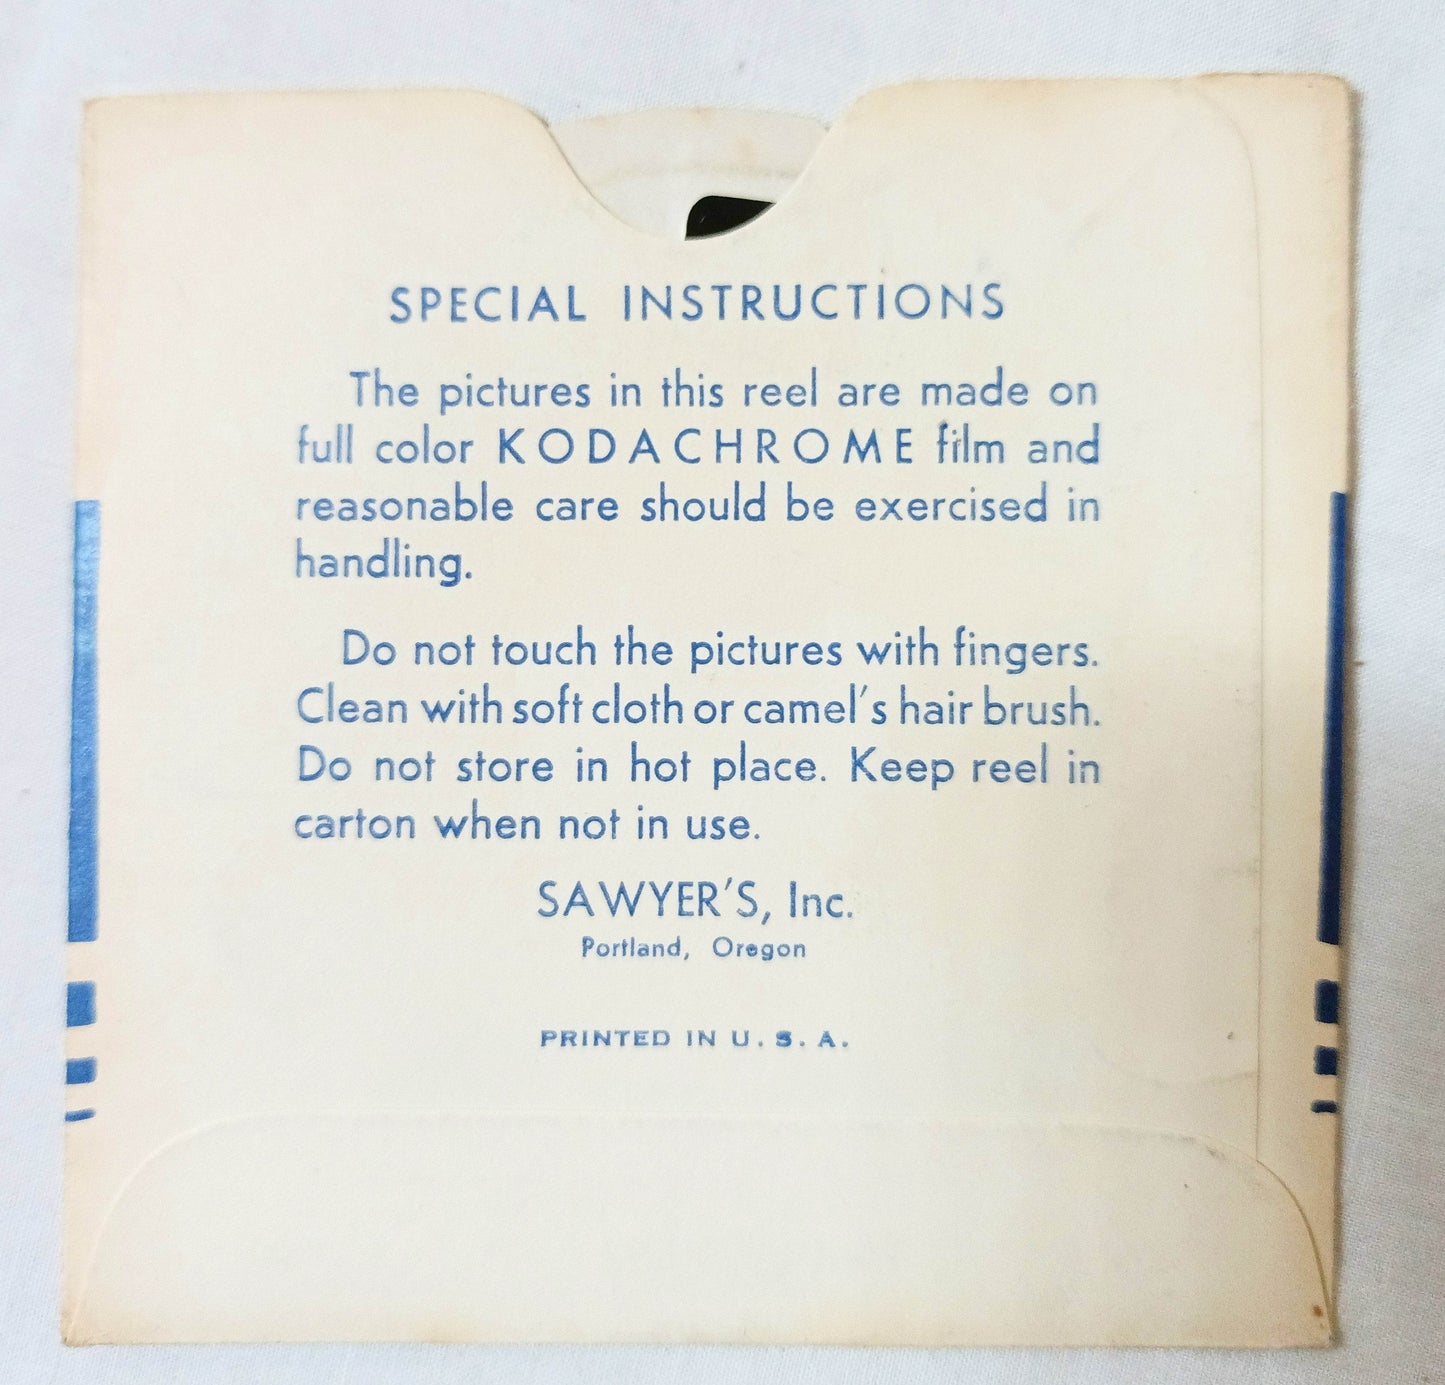 SPECIAL INSTRUCTIONS
The pictures in this reel are made on
full color KODACHROME film and
reasonable care should be exercised in
handling.
Do not touch the pictures with fingers.
Clean with soft cloth or camel's hair brush.
Do not store in hot place. Keep reel in
carton when not in use.
SAWYER'S, Inc.
Portland, Oregon
PRINTED IN U. S. A.